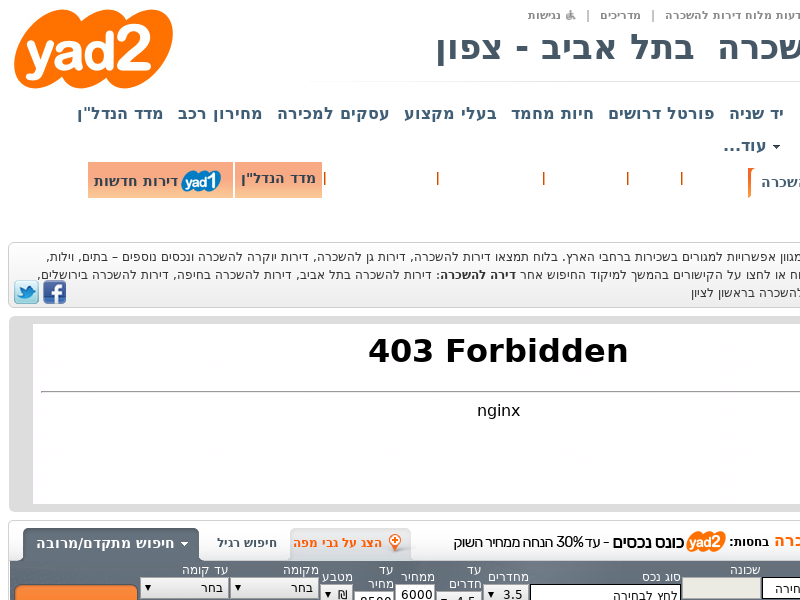 דעות מלוח דירות להשכרה | מדריכים | נגישות
yad2
שכרה בתל אביב - צפון
יד שניה פורטל דרושים חיות מחמד בעלי מקצוע עסקים למכירה מחירון רכב מדד הנדל"ן
עוד...
השכרה | | | | | מדד הנדל"ן yad1 דירות חדשות
מגוון אפשרויות למגורים בשכירות ברחבי הארץ. בלוח תמצאו דירות להשכרה, דירות גן להשכרה, דירות יוקרה להשכרה ונכסים נוספים – בתים, וילות,
וח או לחצו על הקישורים בהמשך למיקוד החיפוש אחר דירה להשכרה: דירות להשכרה בתל אביב, דירות להשכרה בחיפה, דירות להשכרה בירושלים,
להשכרה בראשון לציון
403 Forbidden
nginx
כרה בחסות: yad2 כונס נכסים - עד 30% הנחה ממחיר השוק
הצג על גבי מפה חיפוש רגיל חיפוש מתקדם/מרובה
שכונה סוג נכס מחדרים עד חדרים ממחיר עד מחיר מטבע מקומה עד קומה
חירה לחץ לבחירה 3.5 4.5 6000 8500 ₪ בחר בחר